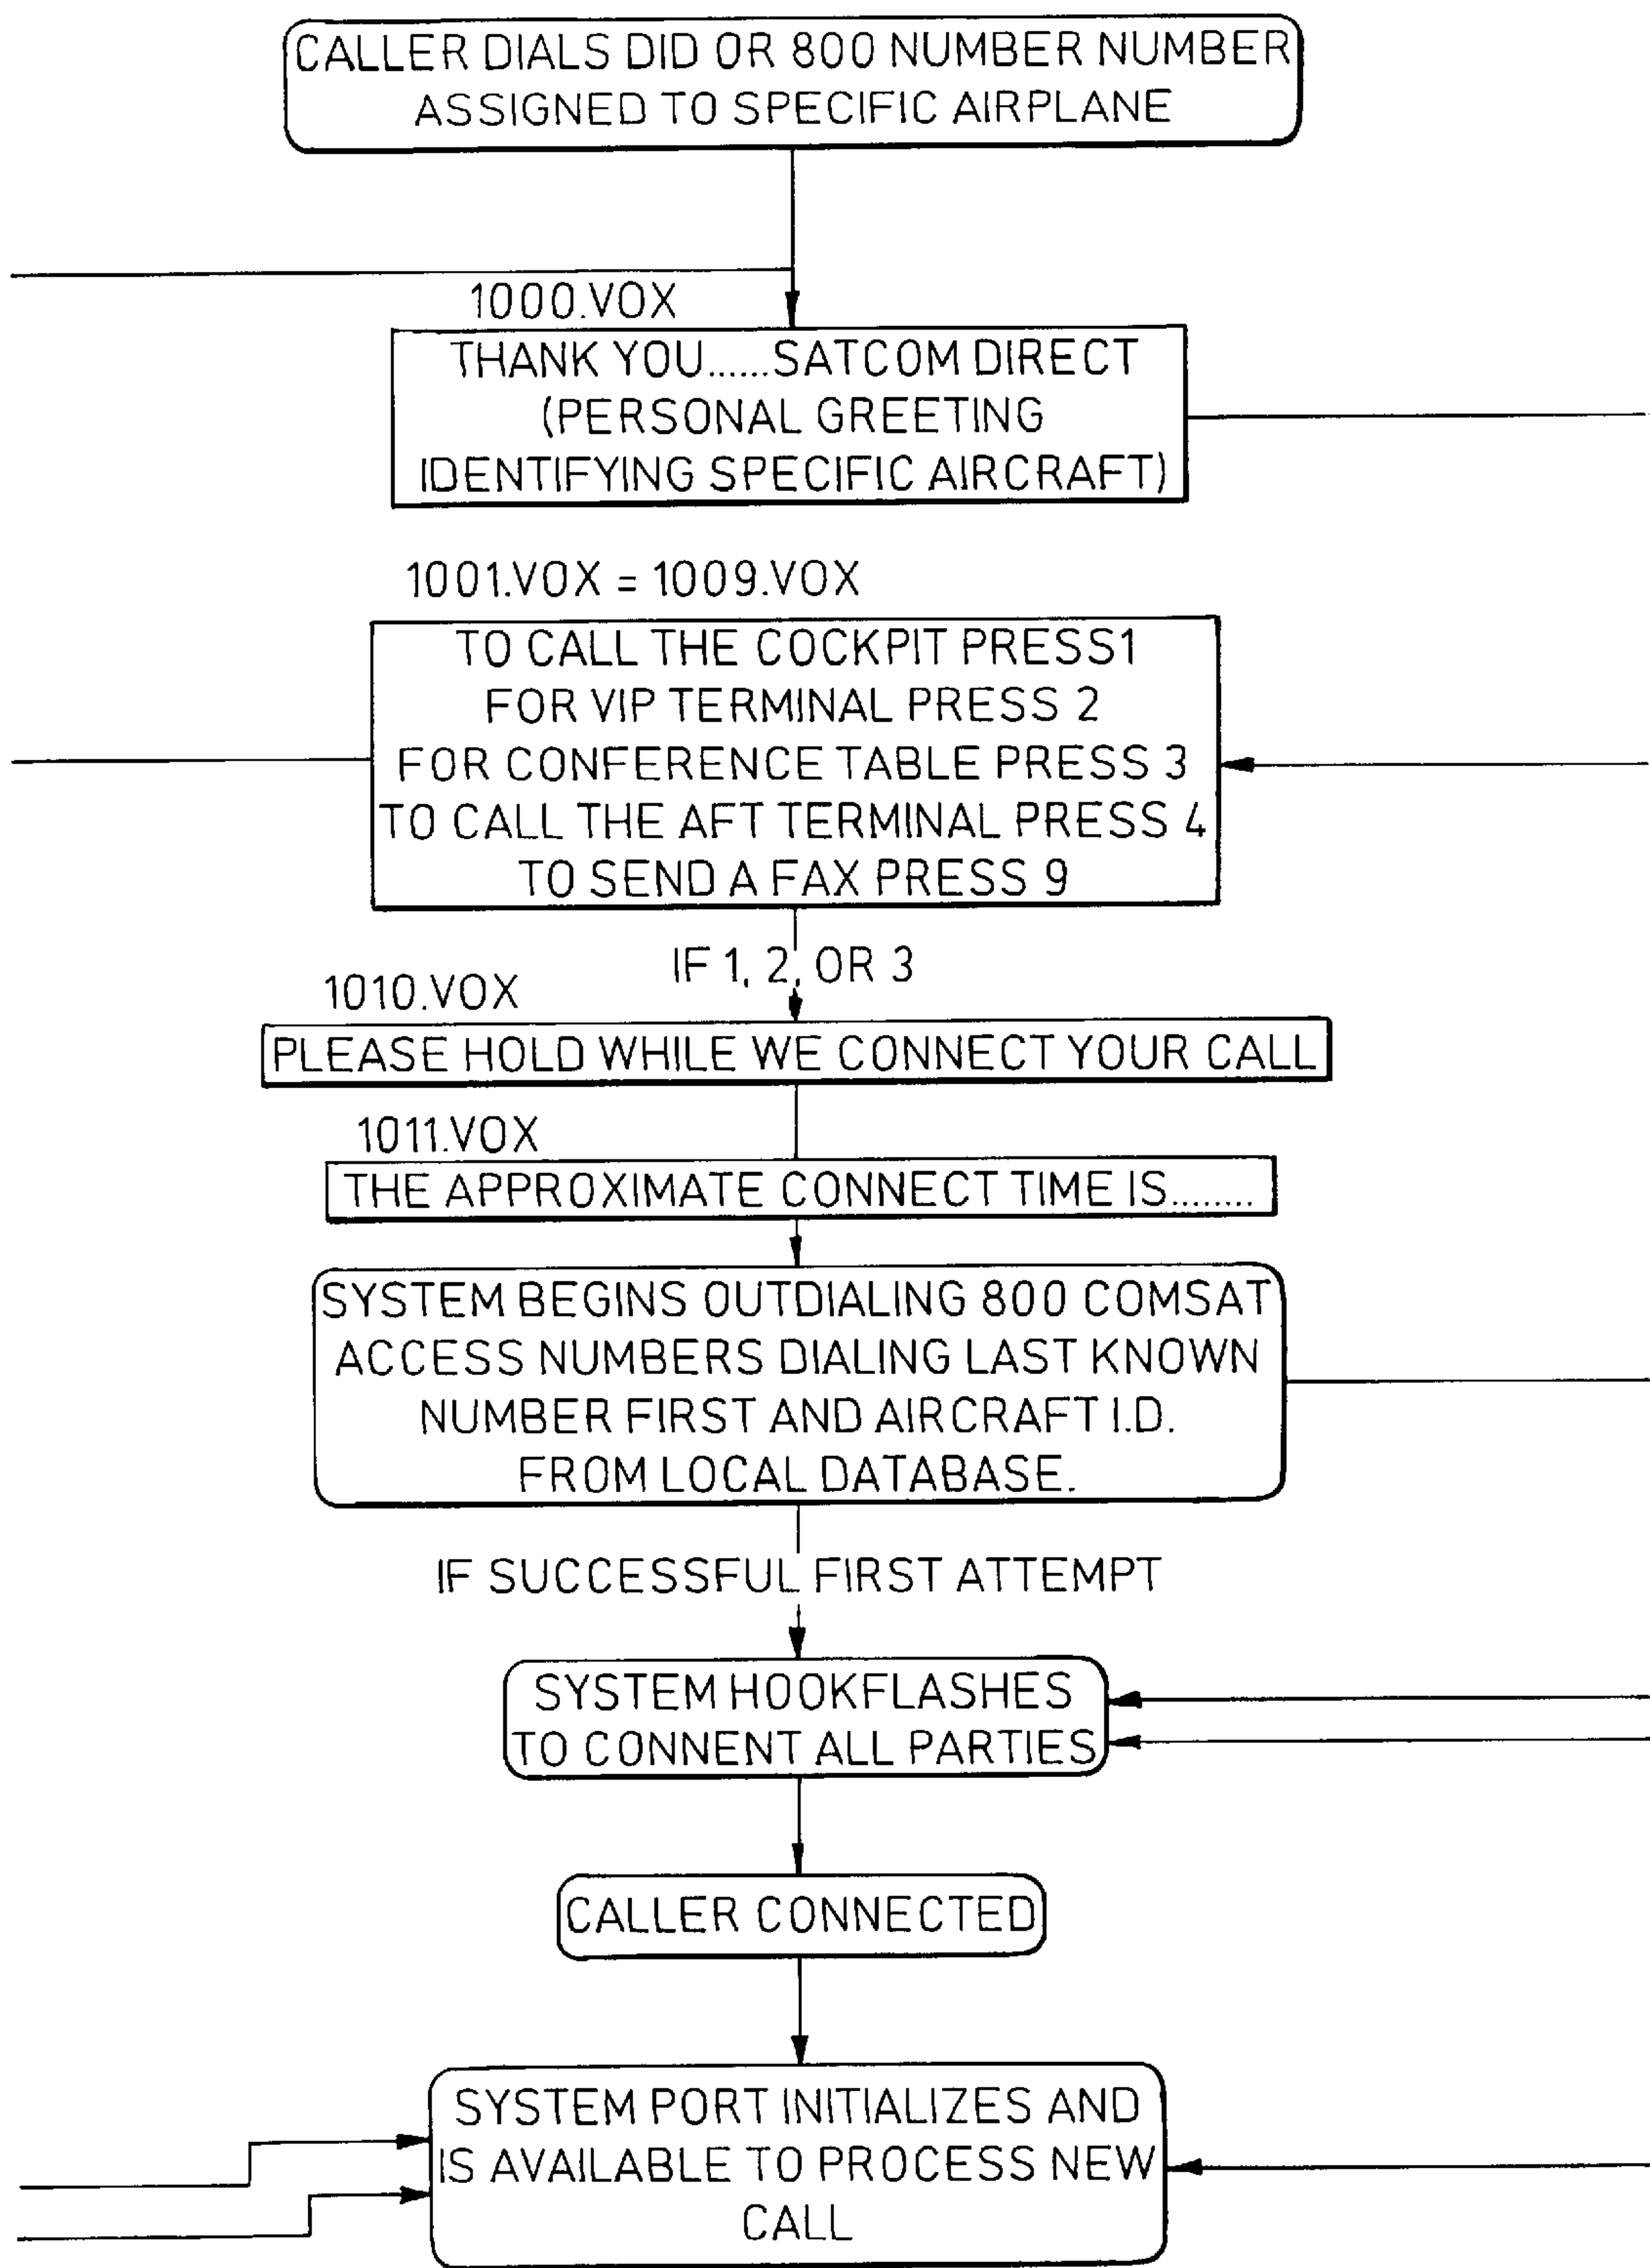 CALLER DIALS DID OR 800 NUMBER NUMBER
ASSIGNED TO SPECIFIC AIRPLANE
1000.VOX
THANK YOU......SATCOM DIRECT
(PERSONAL GREETING
IDENTIFYING SPECIFIC AIRCRAFT)
1001.VOX = 1009.VOX
TO CALL THE COCKPIT PRESS1
FOR VIP TERMINAL PRESS 2
FOR CONFERENCE TABLE PRESS 3
TO CALL THE AFT TERMINAL PRESS 4
TO SEND A FAX PRESS 9
IF 1, 2, OR 3
1010.VOX
PLEASE HOLD WHILE WE CONNECT YOUR CALL
1011.VOX
THE APPROXIMATE CONNECT TIME IS........
SYSTEM BEGINS OUTDIALING 800 COMSAT
ACCESS NUMBERS DIALING LAST KNOWN
NUMBER FIRST AND AIRCRAFT I.D.
FROM LOCAL DATABASE.
IF SUCCESSFUL FIRST ATTEMPT
SYSTEM HOOKFLASHES
TO CONNENT ALL PARTIES
CALLER CONNECTED
SYSTEM PORT INITIALIZES AND
IS AVAILABLE TO PROCESS NEW
CALL